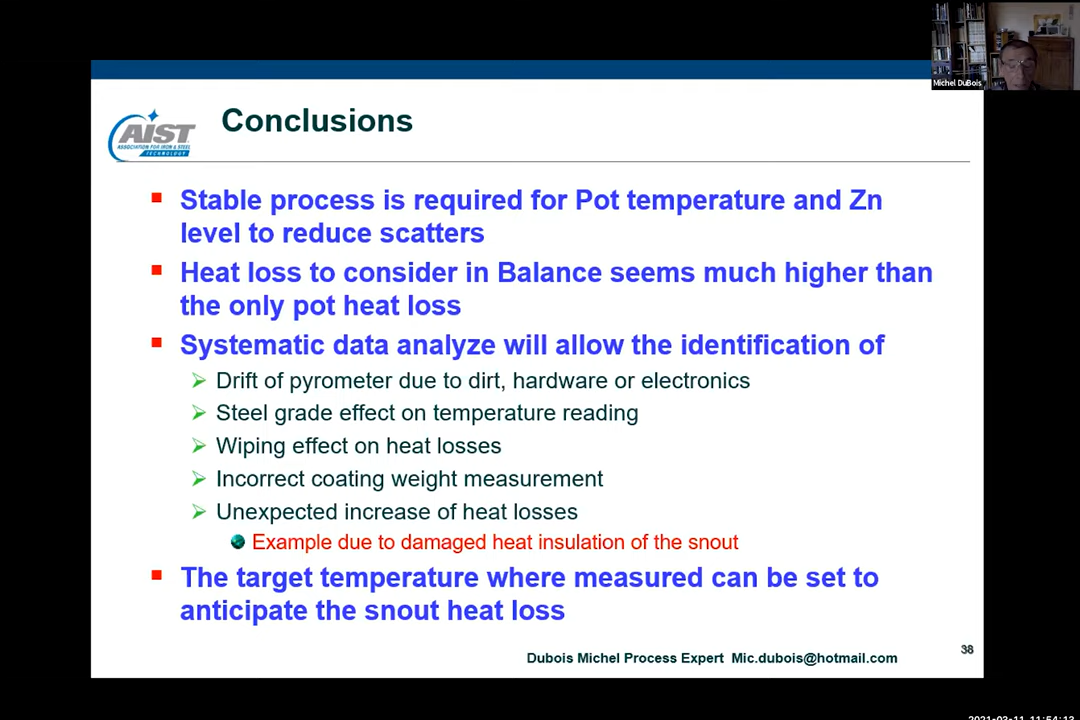 Michel DuBois
AIST
ASSOCIATION FOR IRON & STEEL
TECHNOLOGY
Conclusions
Stable process is required for Pot temperature and Zn
level to reduce scatters
Heat loss to consider in Balance seems much higher than
the only pot heat loss
Systematic data analyze will allow the identification of
Drift of pyrometer due to dirt, hardware or electronics
Steel grade effect on temperature reading
Wiping effect on heat losses
Incorrect coating weight measurement
Unexpected increase of heat losses
Example due to damaged heat insulation of the snout
The target temperature where measured can be set to
anticipate the snout heat loss
38
Dubois Michel Process Expert Mic.dubois@hotmail.com
2021-03-11 11:54:13